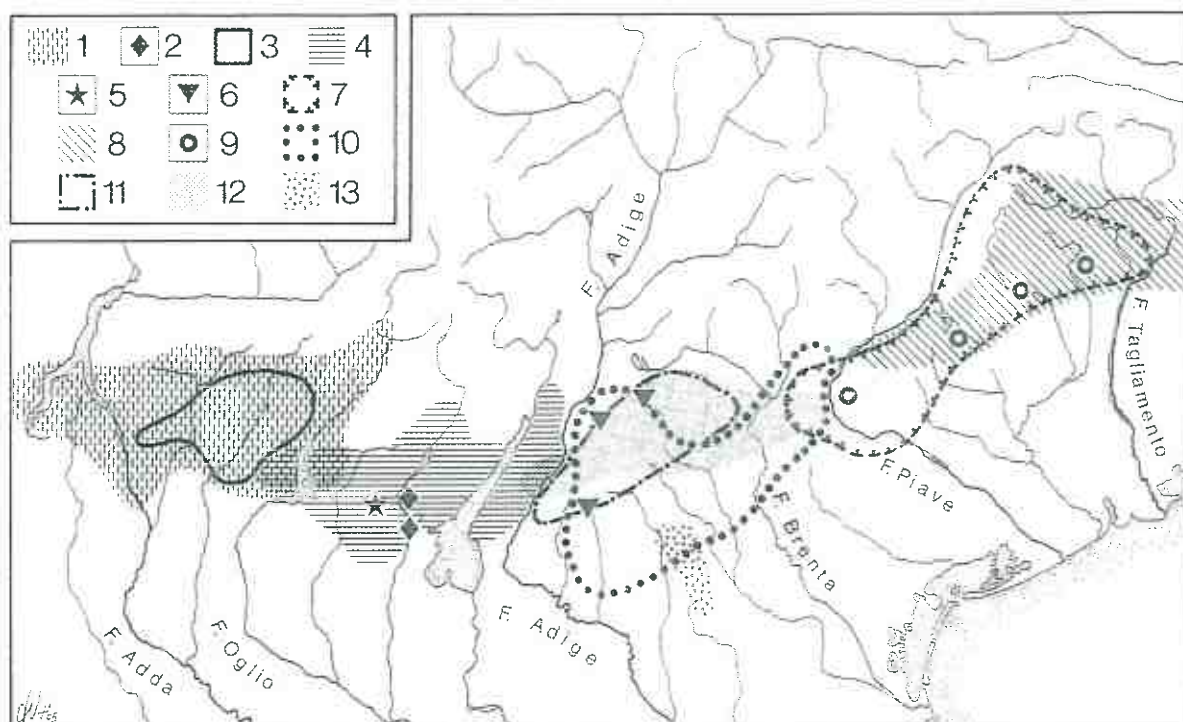 1 2 3 4
5 6 7
8 9 10
11 12 13
F. Adige
F. Tagliamento
F. Piave
F. Brenta
F. Adige
F. Oglio
F. Adda